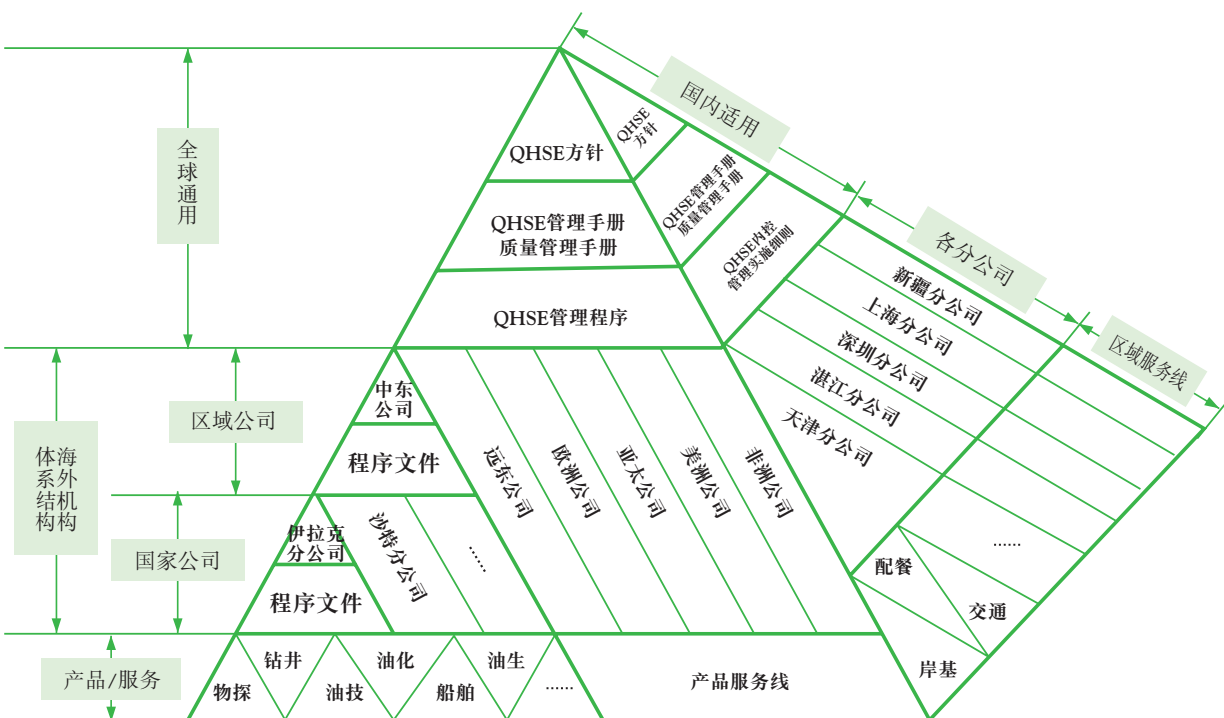 国内适用
QHSE
方针
QHSE方针
全球通用
QHSE管理手册
质量管理手册
QHSE管理手册
质量管理手册
QHSE内控
管理实施细则
各分公司
新疆分公司
上海分公司
深圳分公司
湛江分公司
天津分公司
区域服务线
QHSE管理程序
中东
公司
区域公司
程序文件
远东公司
欧洲公司
亚太公司
美洲公司
非洲公司
海外机构
体系结构
伊拉克
分公司
沙特分公司
......
国家公司
程序文件
......
配餐
交通
岸基
产品/服务
物探
钻井
油技
油化
船舶
油生
......
产品服务线